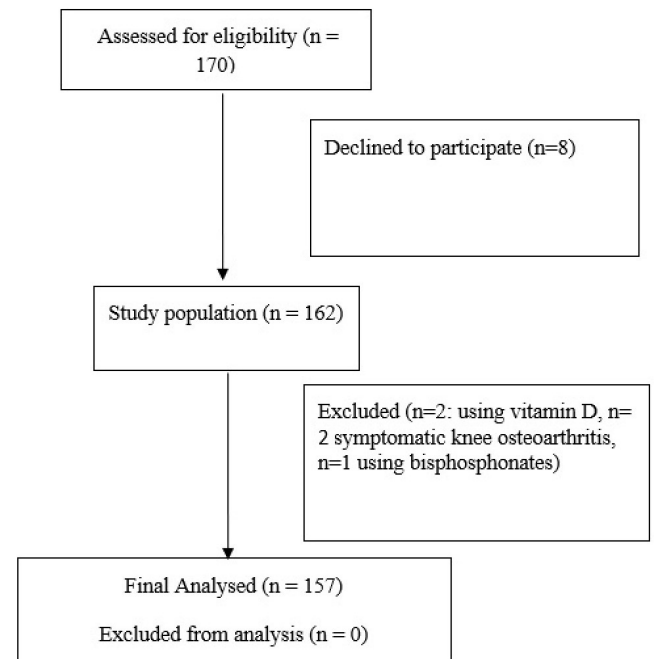 Assessed for eligibility (n =
170)
Declined to participate (n=8)
Study population (n = 162)
Excluded (n=2: using vitamin D, n=
2 symptomatic knee osteoarthritis,
n=1 using bisphosphonates)
Final Analysed (n = 157)
Excluded from analysis (n = 0)